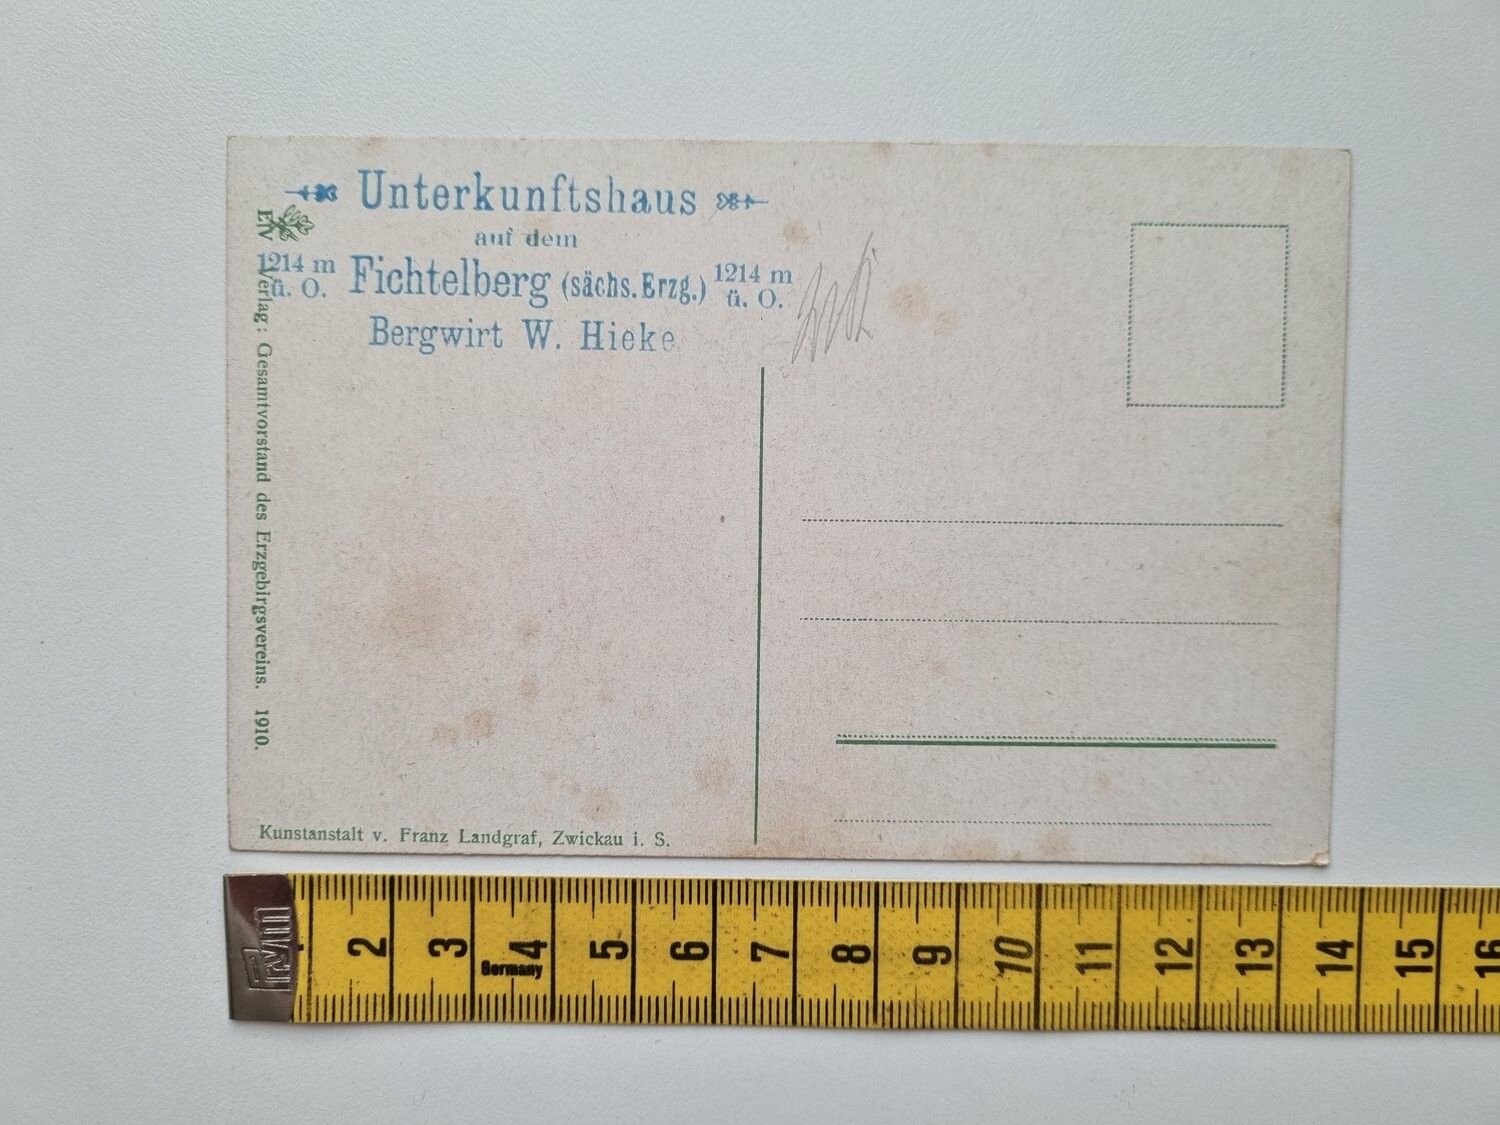 Unterkunftshaus
auf dem
1214 m ü. O. Fichtelberg (sächs. Erzg.) 1214 m ü. O.
Bergwirt W. Hieke
EV
Verlag: Gesamtvorstand des Erzgebirgsvereins. 1910.
Kunstanstalt v. Franz Landgraf, Zwickau i. S.
2 3 4 5 6 7 8 9 10 11 12 13 14 15 16
Germany